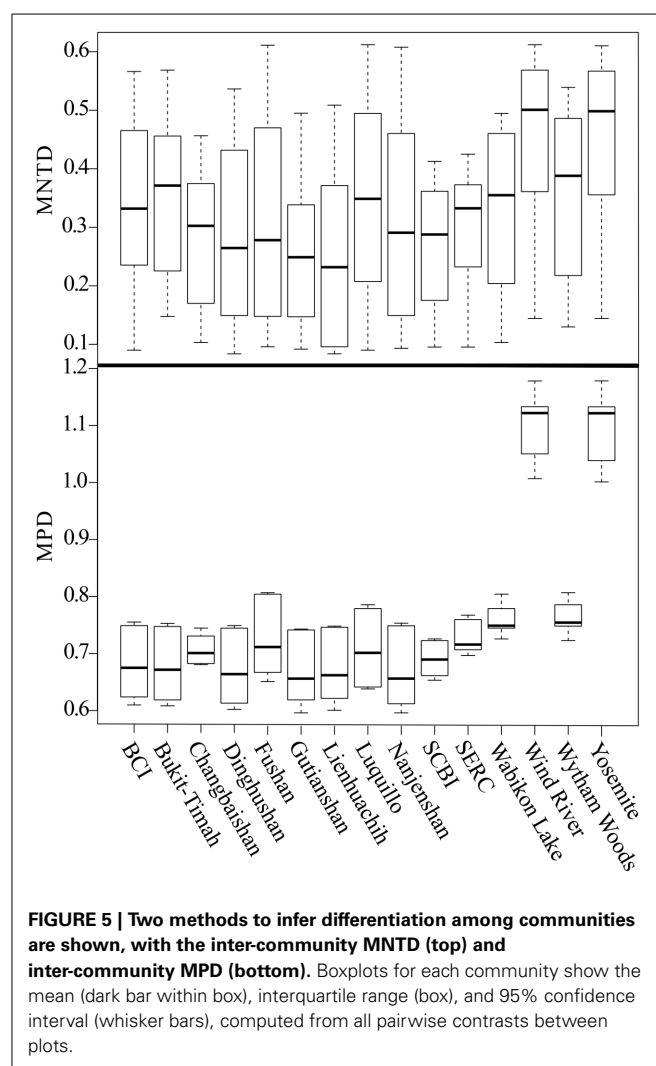 0.6
0.5
0.4
0.3
0.2
0.1
MNTD
1.2
1.1
1.0
0.9
0.8
0.7
0.6
MPD
BCI
Bukit-Timah
Changbaishan
Dinghushan
Fushan
Gutianshan
Lienhuachih
Luquillo
Nanjenshan
SCBI
SERC
Wabikon Lake
Wind River
Wytham Woods
Yosemite
FIGURE 5 | Two methods to infer differentiation among communities
are shown, with the inter-community MNTD (top) and
inter-community MPD (bottom). Boxplots for each community show the
mean (dark bar within box), interquartile range (box), and 95% confidence
interval (whisker bars), computed from all pairwise contrasts between
plots.